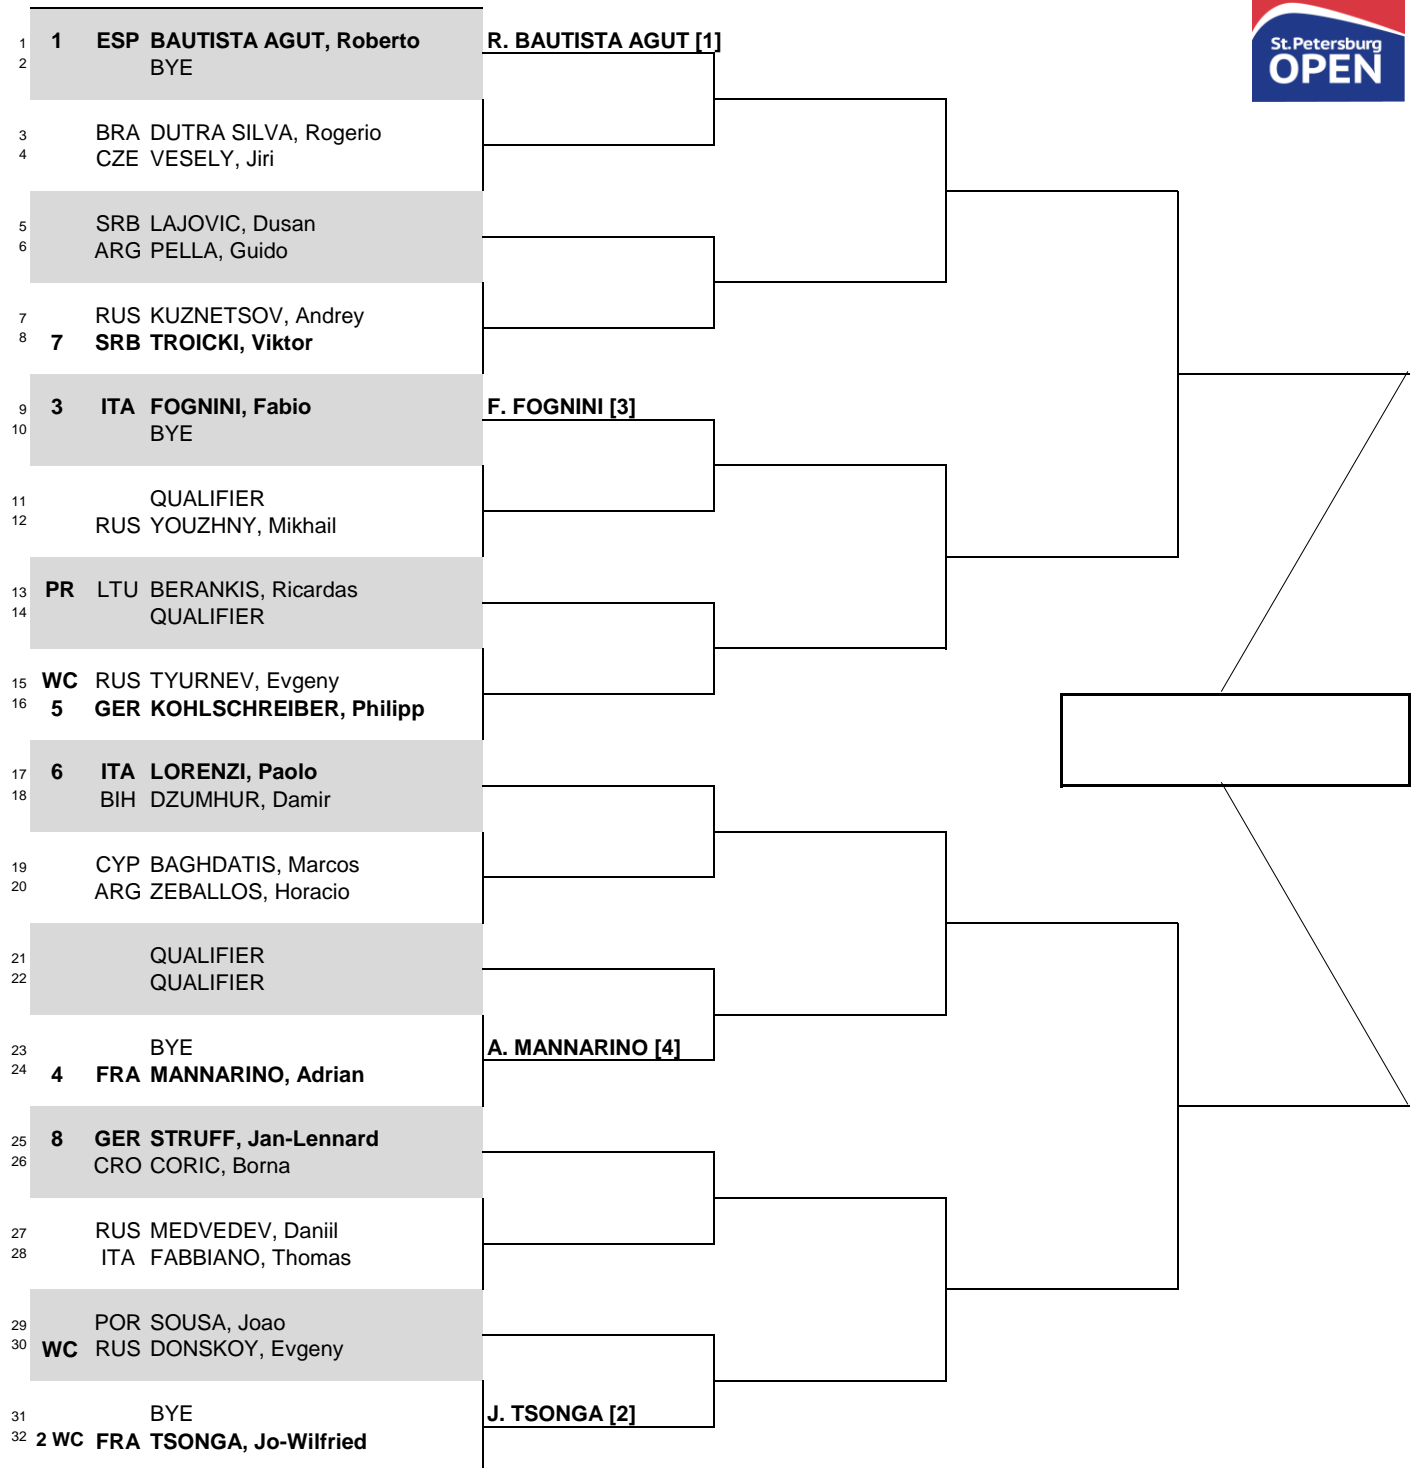 1 1 ESP BAUTISTA AGUT, Roberto R. BAUTISTA AGUT [1]
2 BYE
St.Petersburg
OPEN
3 BRA DUTRA SILVA, Rogerio
4 CZE VESELY, Jiri
5 SRB LAJOVIC, Dusan
6 ARG PELLA, Guido
7 RUS KUZNETSOV, Andrey
8 7 SRB TROICKI, Viktor
9 3 ITA FOGNINI, Fabio F. FOGNINI [3]
10 BYE
11 QUALIFIER
12 RUS YOUZHNY, Mikhail
13 PR LTU BERANKIS, Ricardas
14 QUALIFIER
15 WC RUS TYURNEV, Evgeny
16 5 GER KOHLSCHREIBER, Philipp
17 6 ITA LORENZI, Paolo
18 BIH DZUMHUR, Damir
19 CYP BAGHDATIS, Marcos
20 ARG ZEBALLOS, Horacio
21 QUALIFIER
22 QUALIFIER
23 BYE A. MANNARINO [4]
24 4 FRA MANNARINO, Adrian
25 8 GER STRUFF, Jan-Lennard
26 CRO CORIC, Borna
27 RUS MEDVEDEV, Daniil
28 ITA FABBIANO, Thomas
29 POR SOUSA, Joao
30 WC RUS DONSKOY, Evgeny
31 BYE J. TSONGA [2]
32 2 WC FRA TSONGA, Jo-Wilfried